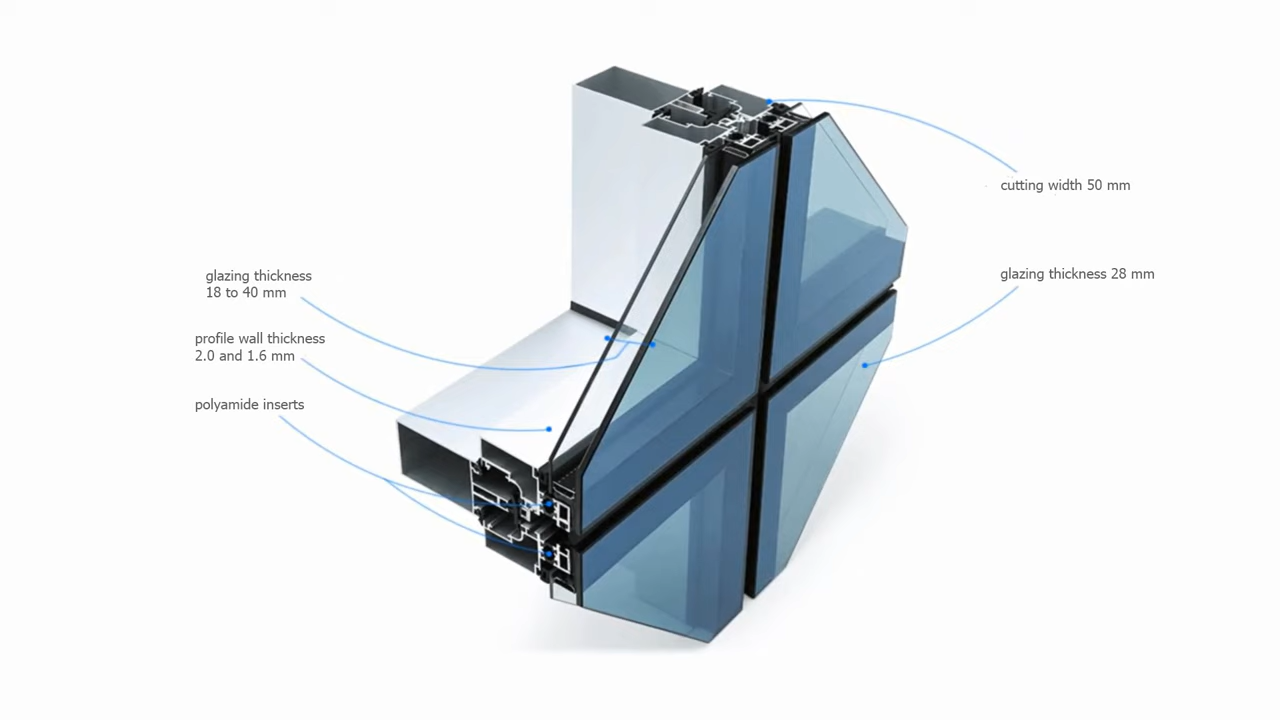 glazing thickness
18 to 40 mm
profile wall thickness
2.0 and 1.6 mm
polyamide inserts
cutting width 50 mm
glazing thickness 28 mm